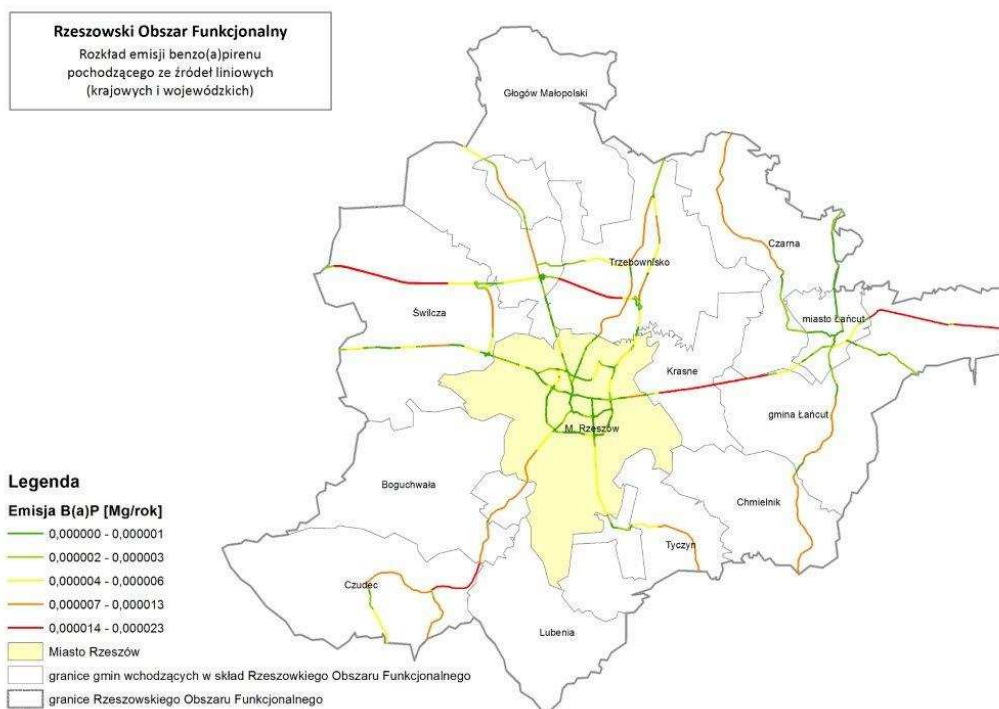 Rzeszowski Obszar Funkcjonalny
Rozkład emisji benzo(a)pirenu
pochodzącego ze źródeł liniowych
(krajowych i wojewódzkich)
Głogów Małopolski
Trzebownisko
Czarna
Świlcza
miasto Łańcut
Krasne
gmina Łańcut
M. Rzeszów
Boguchwała
Chmielnik
Tyczyn
Czudec
Lubenia
Legenda
Emisja B(a)P [Mg/rok]
0,000000 - 0,000001
0,000002 - 0,000003
0,000004 - 0,000006
0,000007 - 0,000013
0,000014 - 0,000023
Miasto Rzeszów
granice gmin wchodzących w skład Rzeszowkiego Obszaru Funkcjonalnego
granice Rzeszowskiego Obszaru Funkcjonalnego